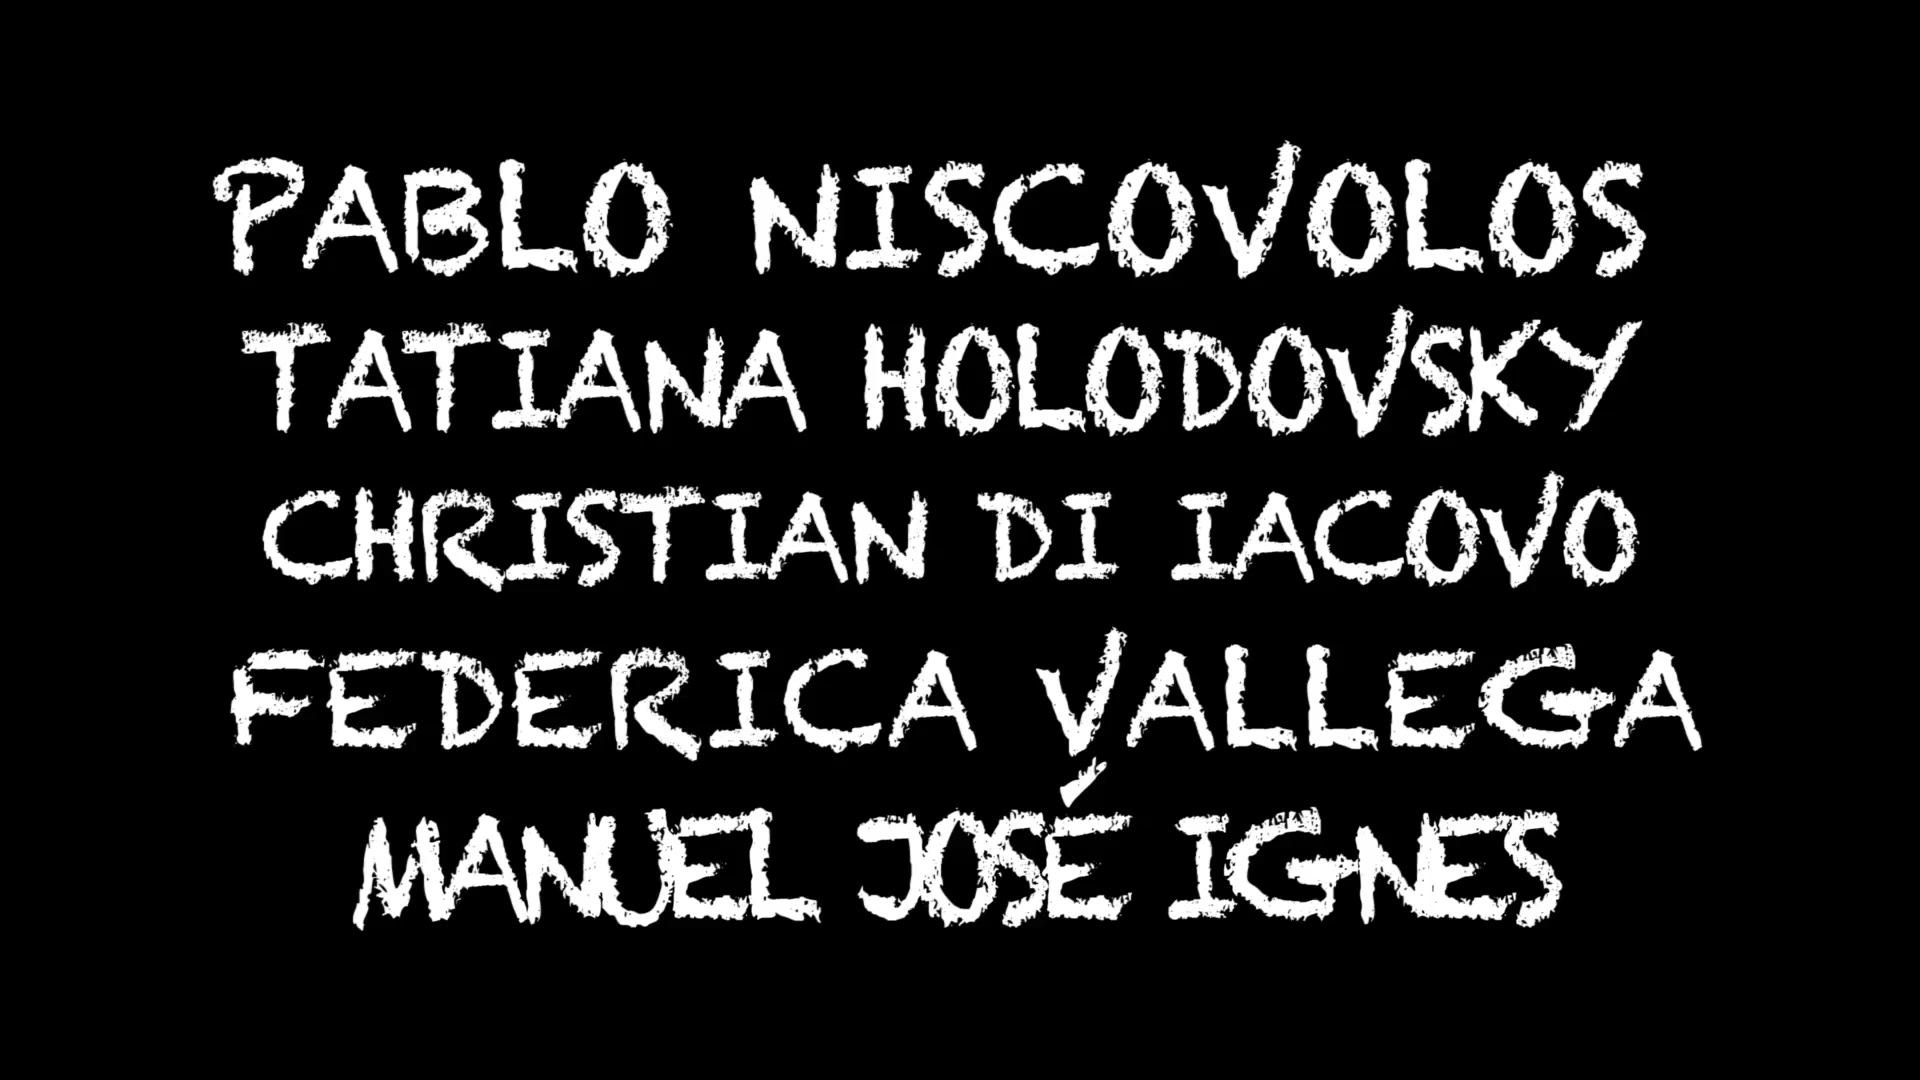 PABLO NISCOVOLOS
TATIANA HOLODOVSKY
CHRISTIAN DI IACOVO
FEDERICA VALLEGA
MANUEL JOSÉ IGNES